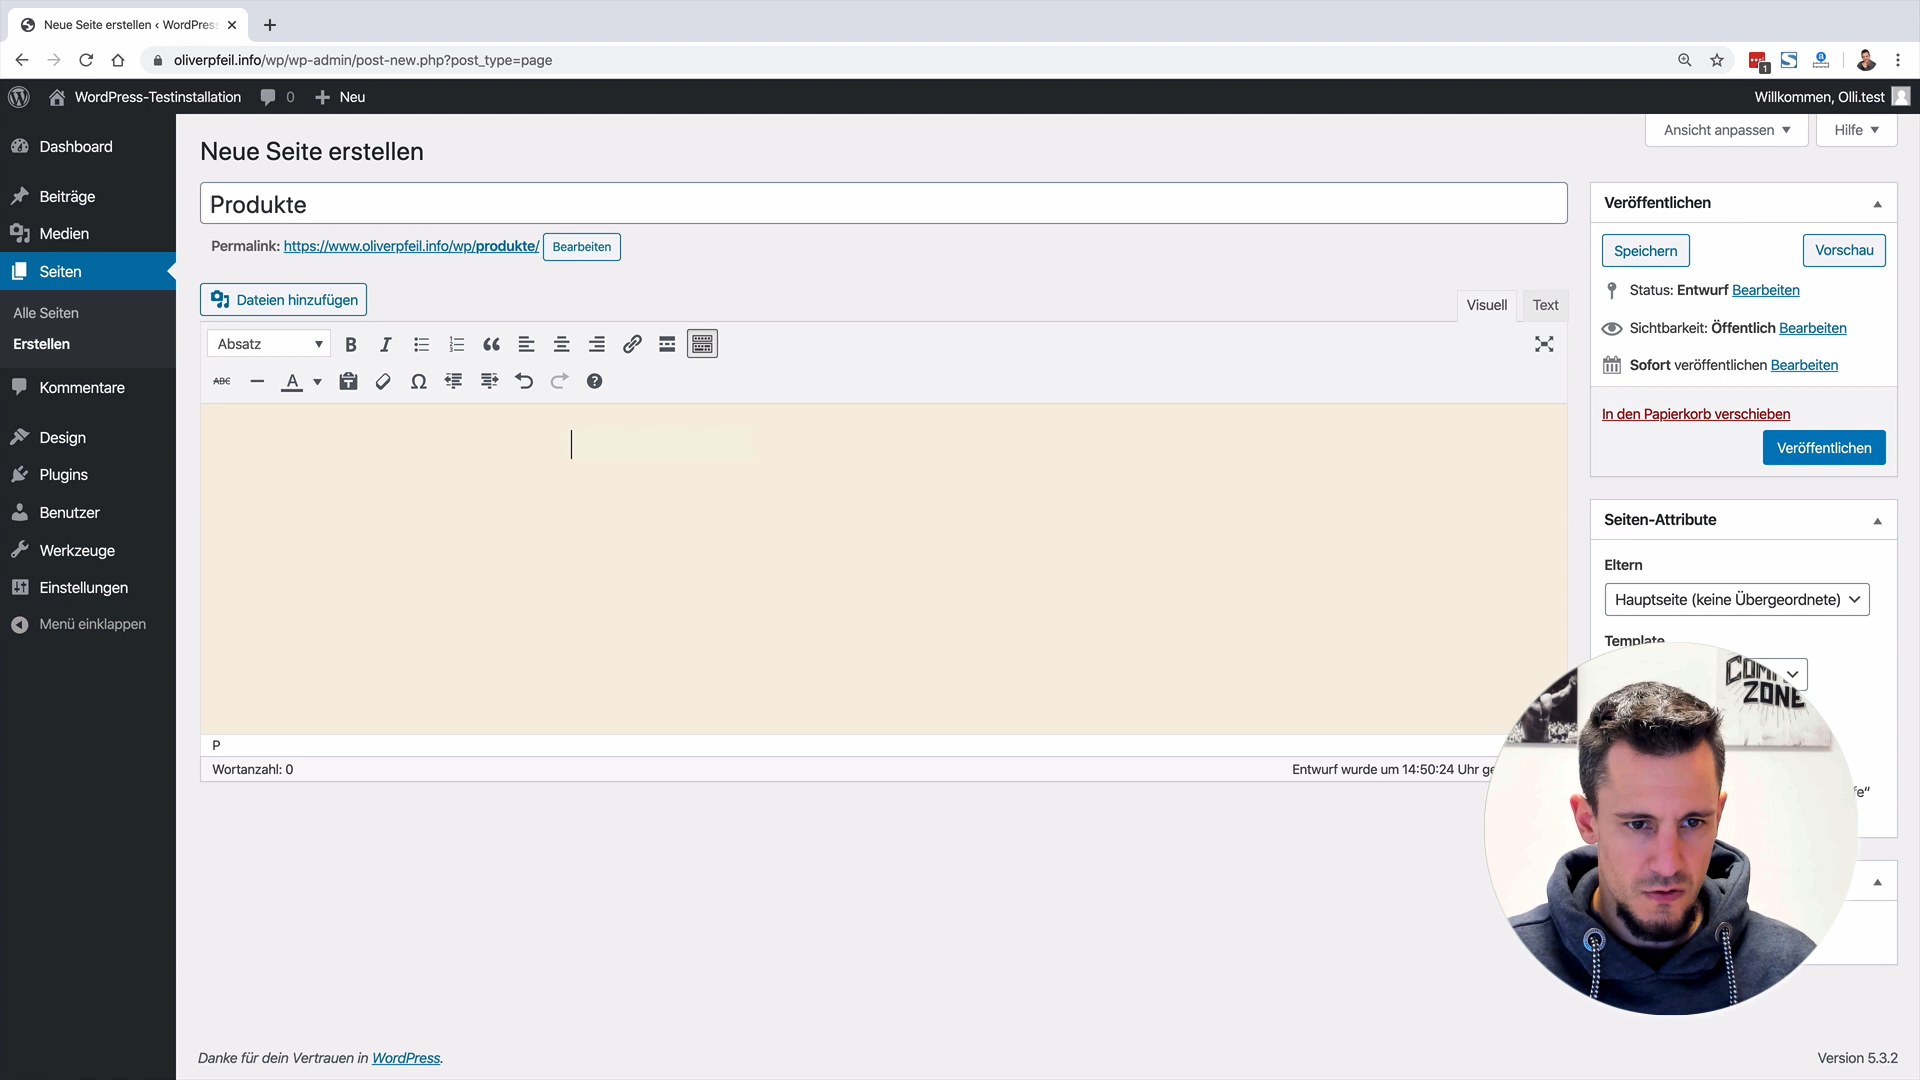 Neue Seite erstellen ‹ WordPres
oliverpfeil.info/wp/wp-admin/post-new.php?post_type=page
1
WordPress-Testinstallation
0
Neu
Willkommen, Olli.test
Dashboard
Beiträge
Medien
Seiten
Alle Seiten
Erstellen
Kommentare
Design
Plugins
Benutzer
Werkzeuge
Einstellungen
Menü einklappen
Ansicht anpassen
Hilfe
Neue Seite erstellen
Produkte
Permalink: https://www.oliverpfeil.info/wp/produkte/ Bearbeiten
Dateien hinzufügen
Visuell
Text
Absatz
B I
ABC
A
P
Wortanzahl: 0
Entwurf wurde um 14:50:24 Uhr ge
Veröffentlichen
Speichern
Vorschau
Status: Entwurf Bearbeiten
Sichtbarkeit: Öffentlich Bearbeiten
Sofort veröffentlichen Bearbeiten
In den Papierkorb verschieben
Veröffentlichen
Seiten-Attribute
Eltern
Hauptseite (keine Übergeordnete)
Template
ZONE
fe“
Danke für dein Vertrauen in WordPress.
Version 5.3.2